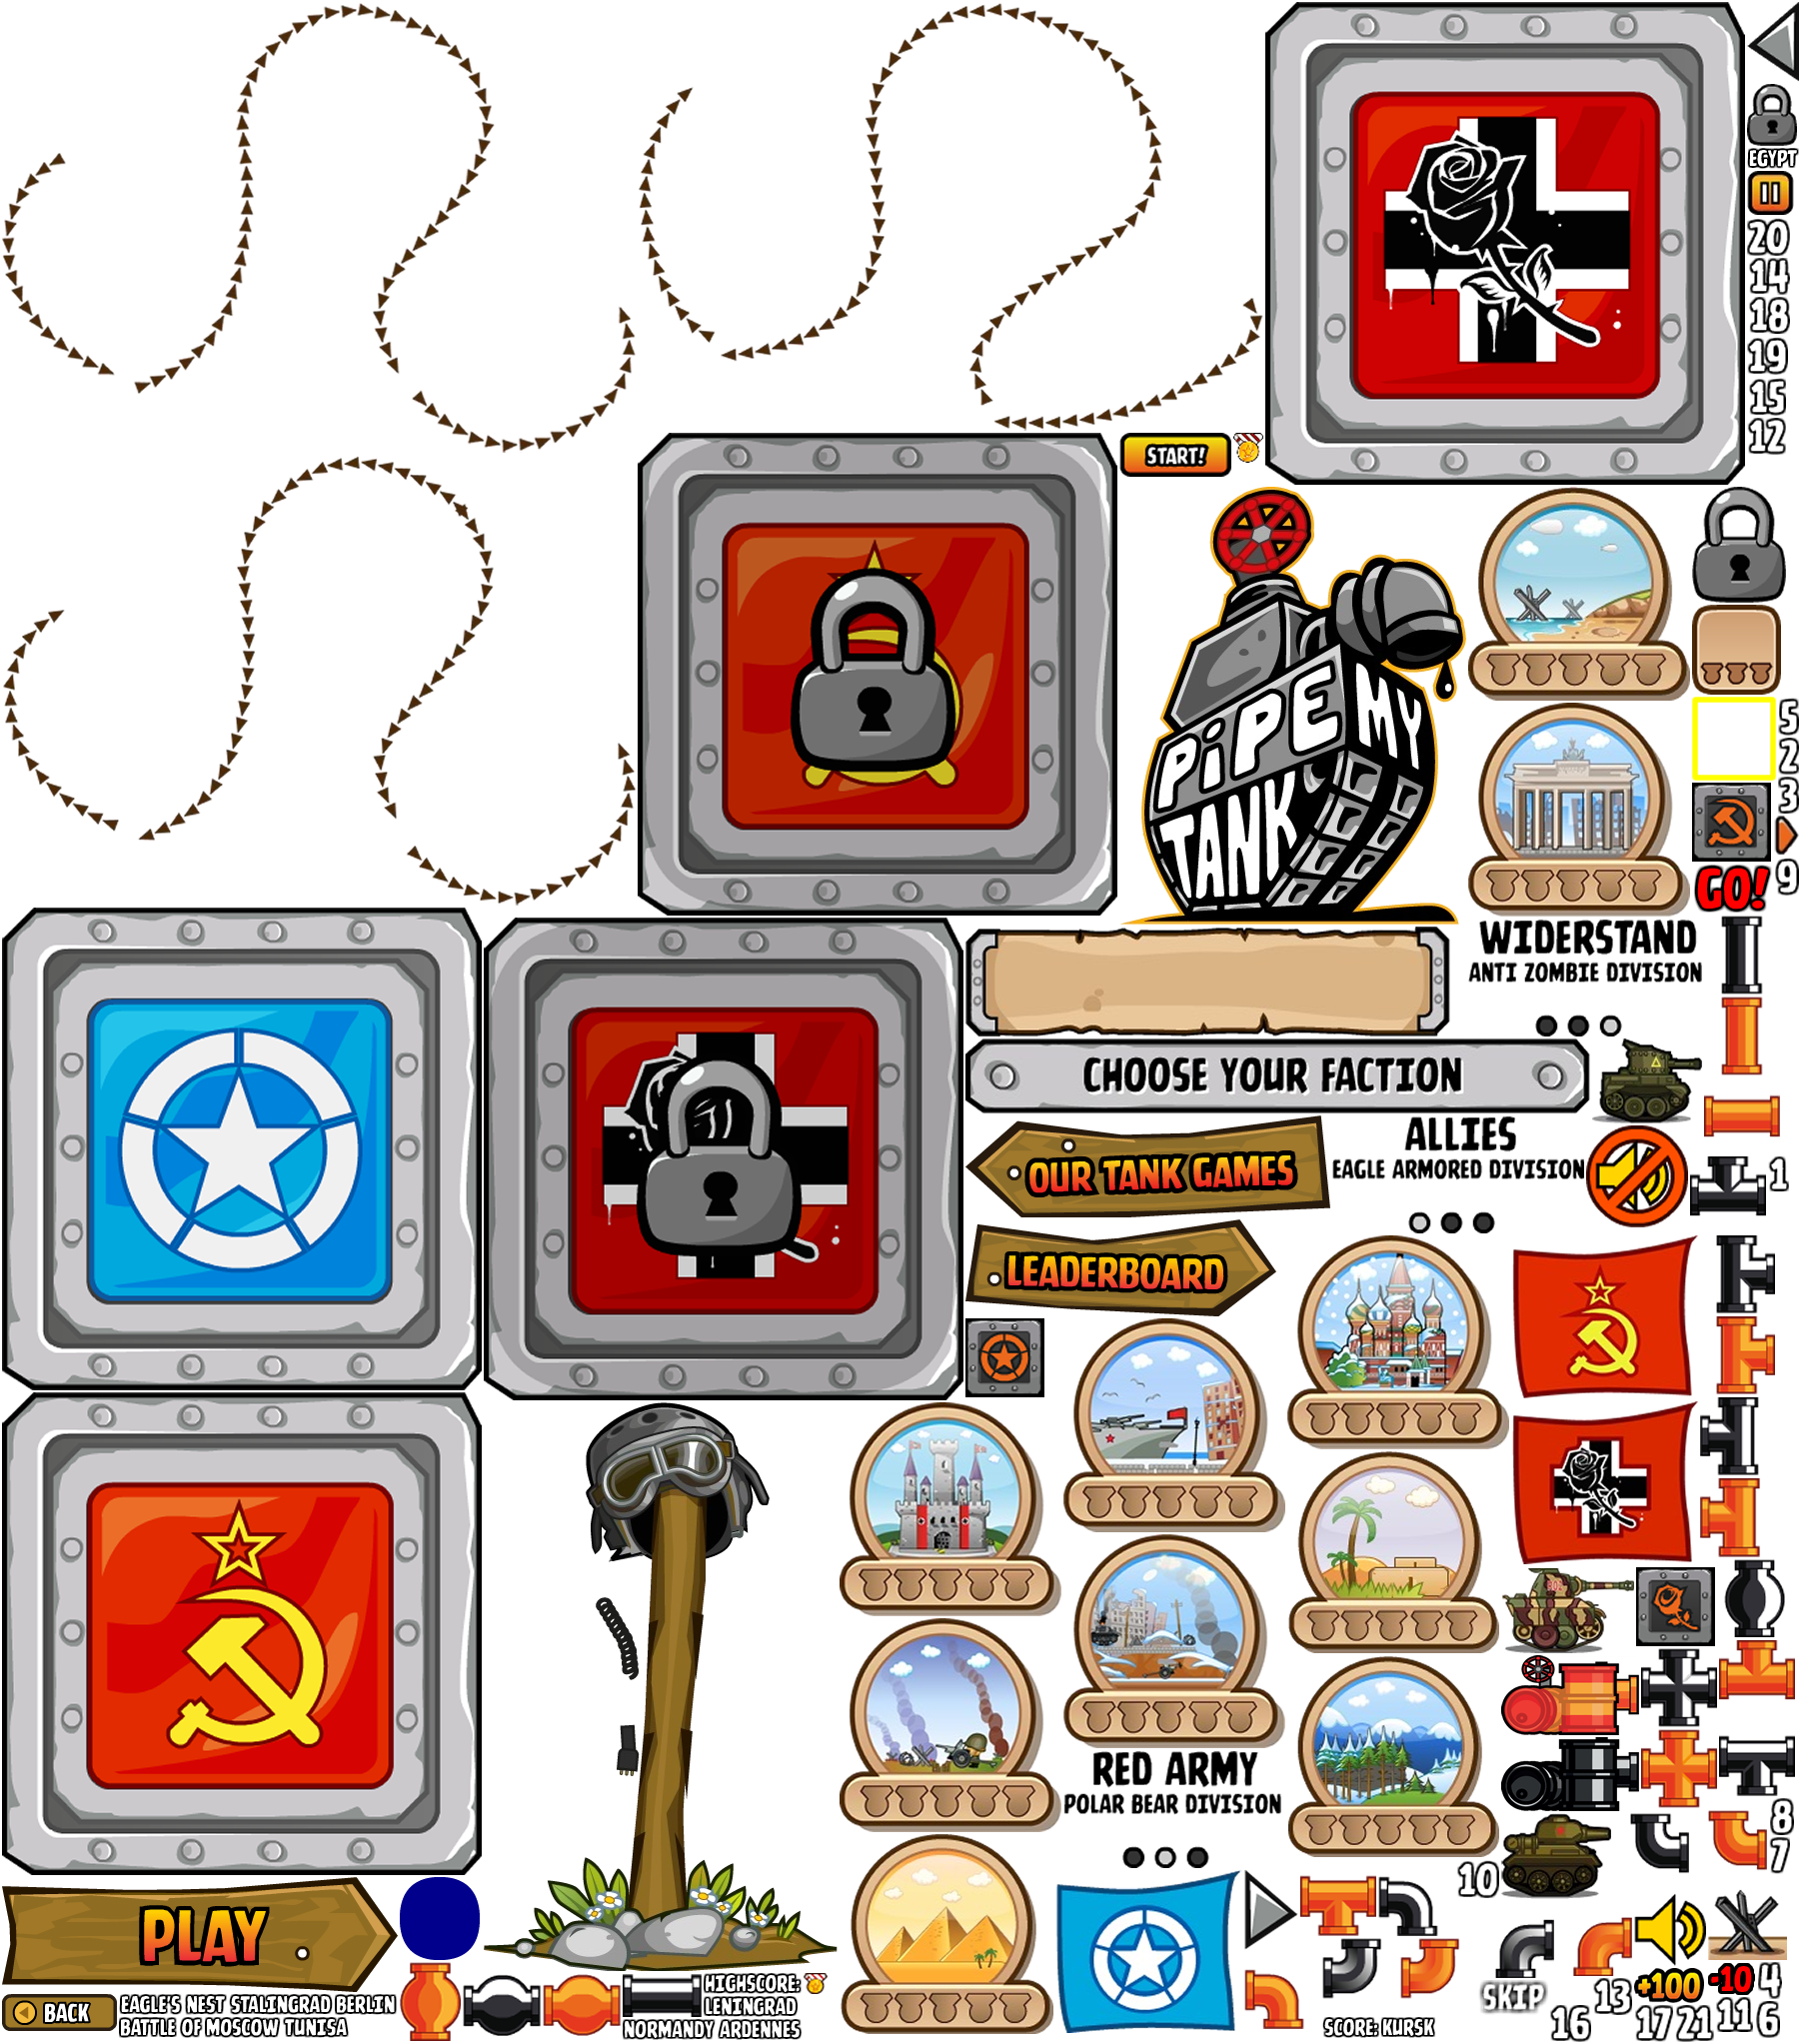 EGYPT
20
14
18
19
15
12
START!
PIPE MY
TANK
5
2
3
9
GO!
WIDERSTAND
ANTI ZOMBIE DIVISION
CHOOSE YOUR FACTION
ALLIES
EAGLE ARMORED DIVISION
OUR TANK GAMES
1
LEADERBOARD
RED ARMY
POLAR BEAR DIVISION
8
7
10
PLAY
BACK
EAGLE'S NEST STALINGRAD BERLIN
BATTLE OF MOSCOW TUNISA
HIGHSCORE:
LENINGRAD
NORMANDY ARDENNES
SCORE: KURSK
SKIP
13
+100
-10
4
16
17
21
11
6